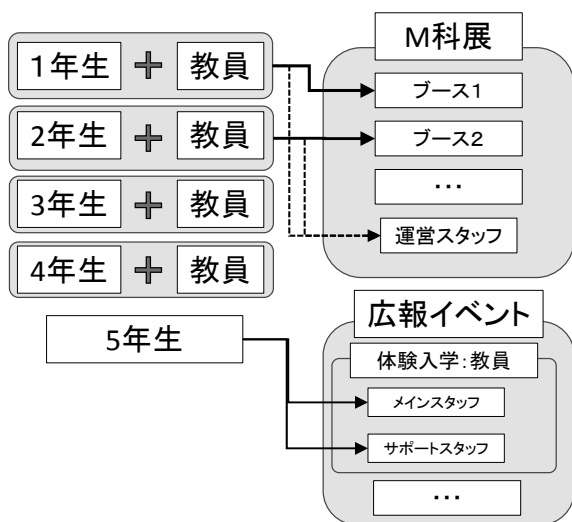 M科展
1年生 + 教員
ブース1
2年生 + 教員
ブース2
3年生 + 教員
･･･
4年生 + 教員
運営スタッフ
5年生
広報イベント
体験入学:教員
メインスタッフ
サポートスタッフ
･･･